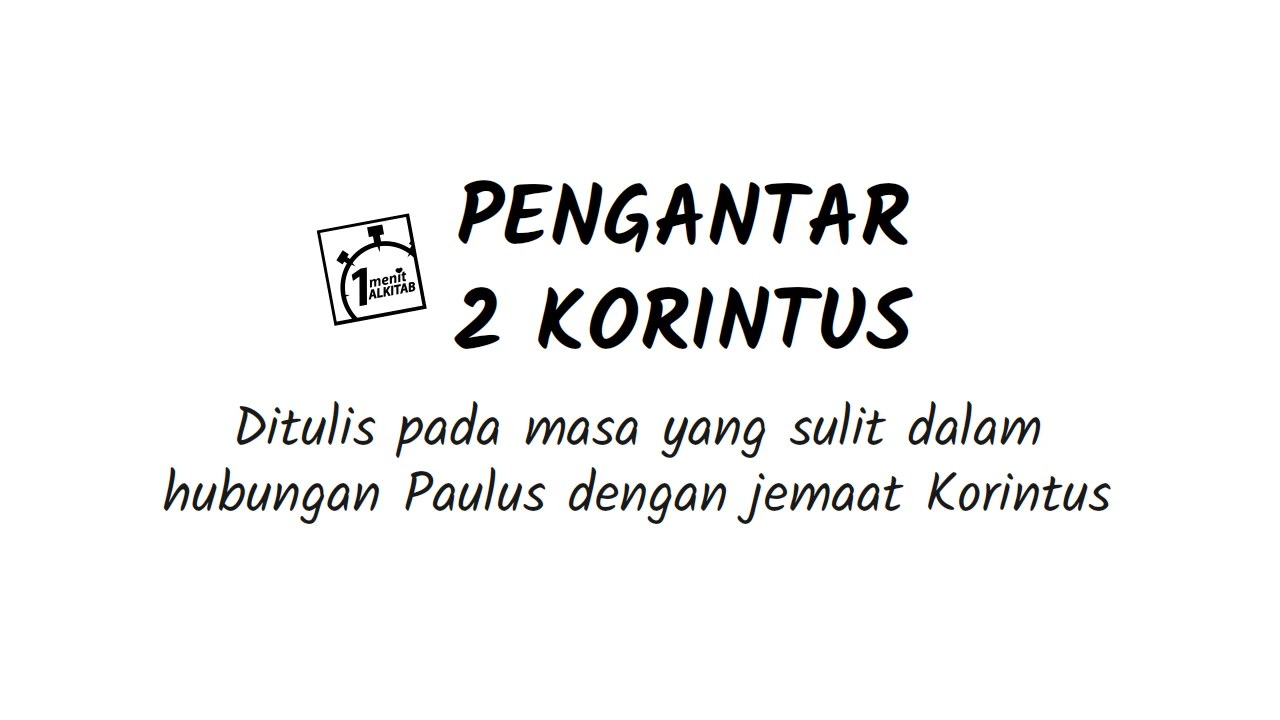 PENGANTAR
2 KORINTUS
1 menit
ALKITAB
Ditulis pada masa yang sulit dalam
hubungan Paulus dengan jemaat Korintus